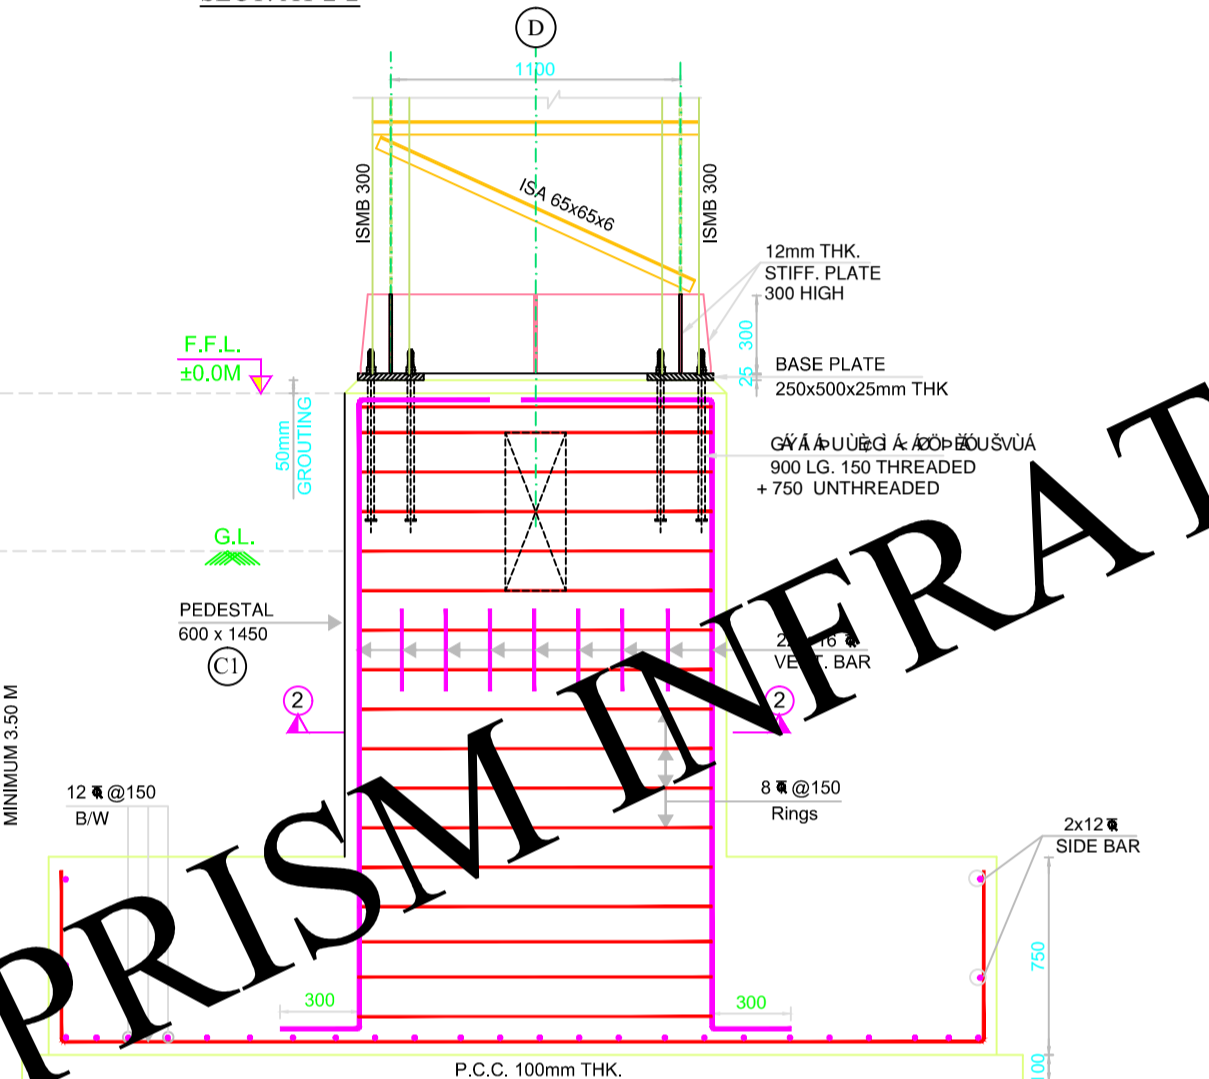 D
1100
ISMB 300
ISA 65x65x6
ISMB 300
12mm THK.
STIFF. PLATE
300 HIGH
300
25
F.F.L.
±0.0M
BASE PLATE
250x500x25mm THK
50mm
GROUTING
900 LG. 150 THREADED
+ 750 UNTHREADED
G.L.
PEDESTAL
600 x 1450
C1
16
BAR
2
2
MINIMUM 3.50 M
12 @150
B/W
8 @150
Rings
2x12
SIDE BAR
750
300
300
100
P.C.C. 100mm THK.
PRISM INFRAT